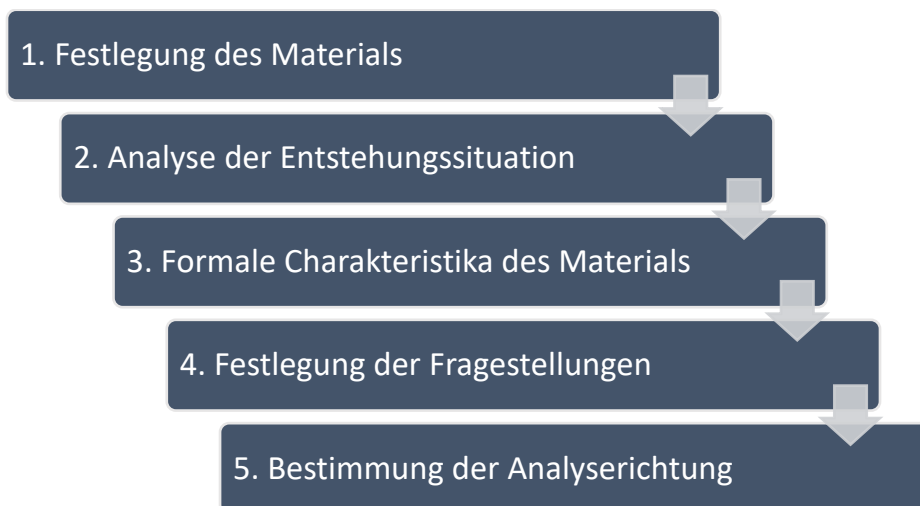 1. Festlegung des Materials
2. Analyse der Entstehungssituation
3. Formale Charakteristika des Materials
4. Festlegung der Fragestellungen
5. Bestimmung der Analyserichtung